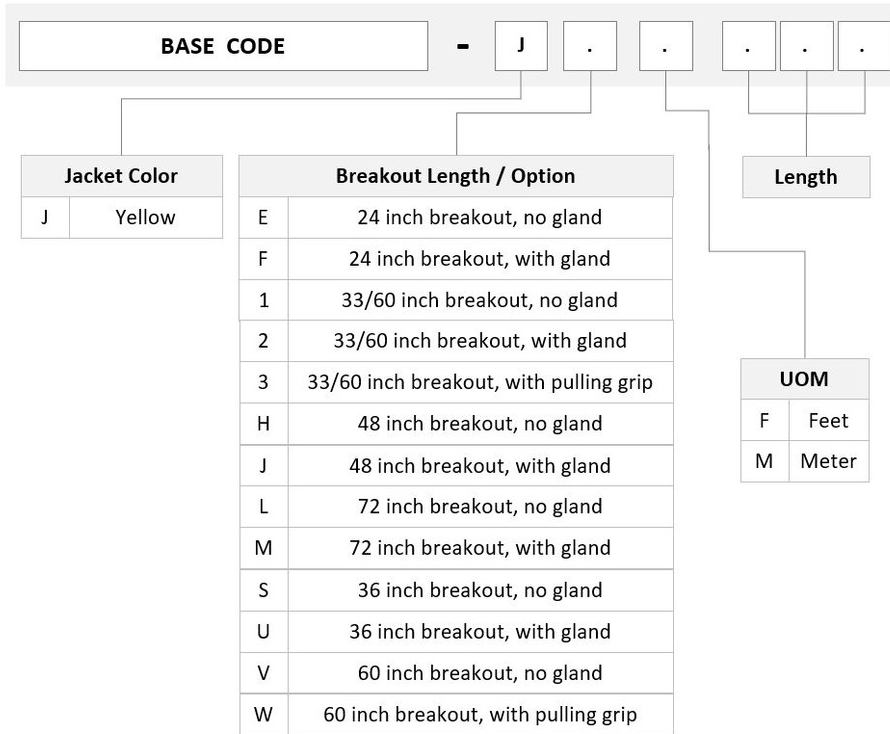 BASE CODE - J . . . . .
Jacket Color
J Yellow
Breakout Length / Option
E 24 inch breakout, no gland
F 24 inch breakout, with gland
1 33/60 inch breakout, no gland
2 33/60 inch breakout, with gland
3 33/60 inch breakout, with pulling grip
H 48 inch breakout, no gland
J 48 inch breakout, with gland
L 72 inch breakout, no gland
M 72 inch breakout, with gland
S 36 inch breakout, no gland
U 36 inch breakout, with gland
V 60 inch breakout, no gland
W 60 inch breakout, with pulling grip
Length
UOM
F Feet
M Meter